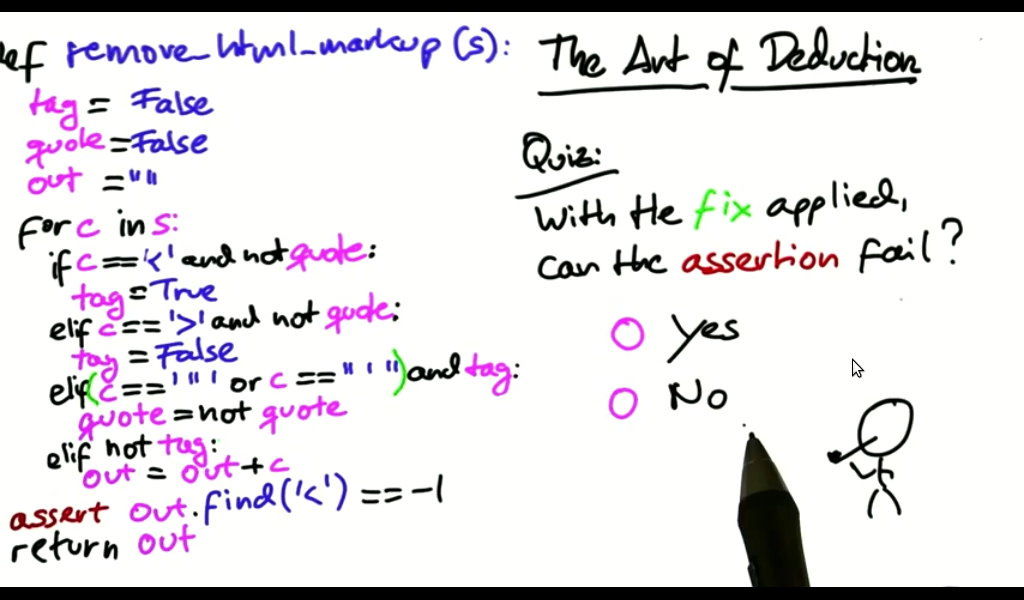 def remove_html_markup (s):
tag = False
quote = False
out = ""
for c in s:
if c == '<' and not quote:
tag = True
elif c == '>' and not quote:
tag = False
elif (c == '"' or c == "'") and tag:
quote = not quote
elif not tag:
out = out + c
assert out.find('<') == -1
return out
The Art of Deduction
Quiz:
With the fix applied,
can the assertion fail?
Yes
No